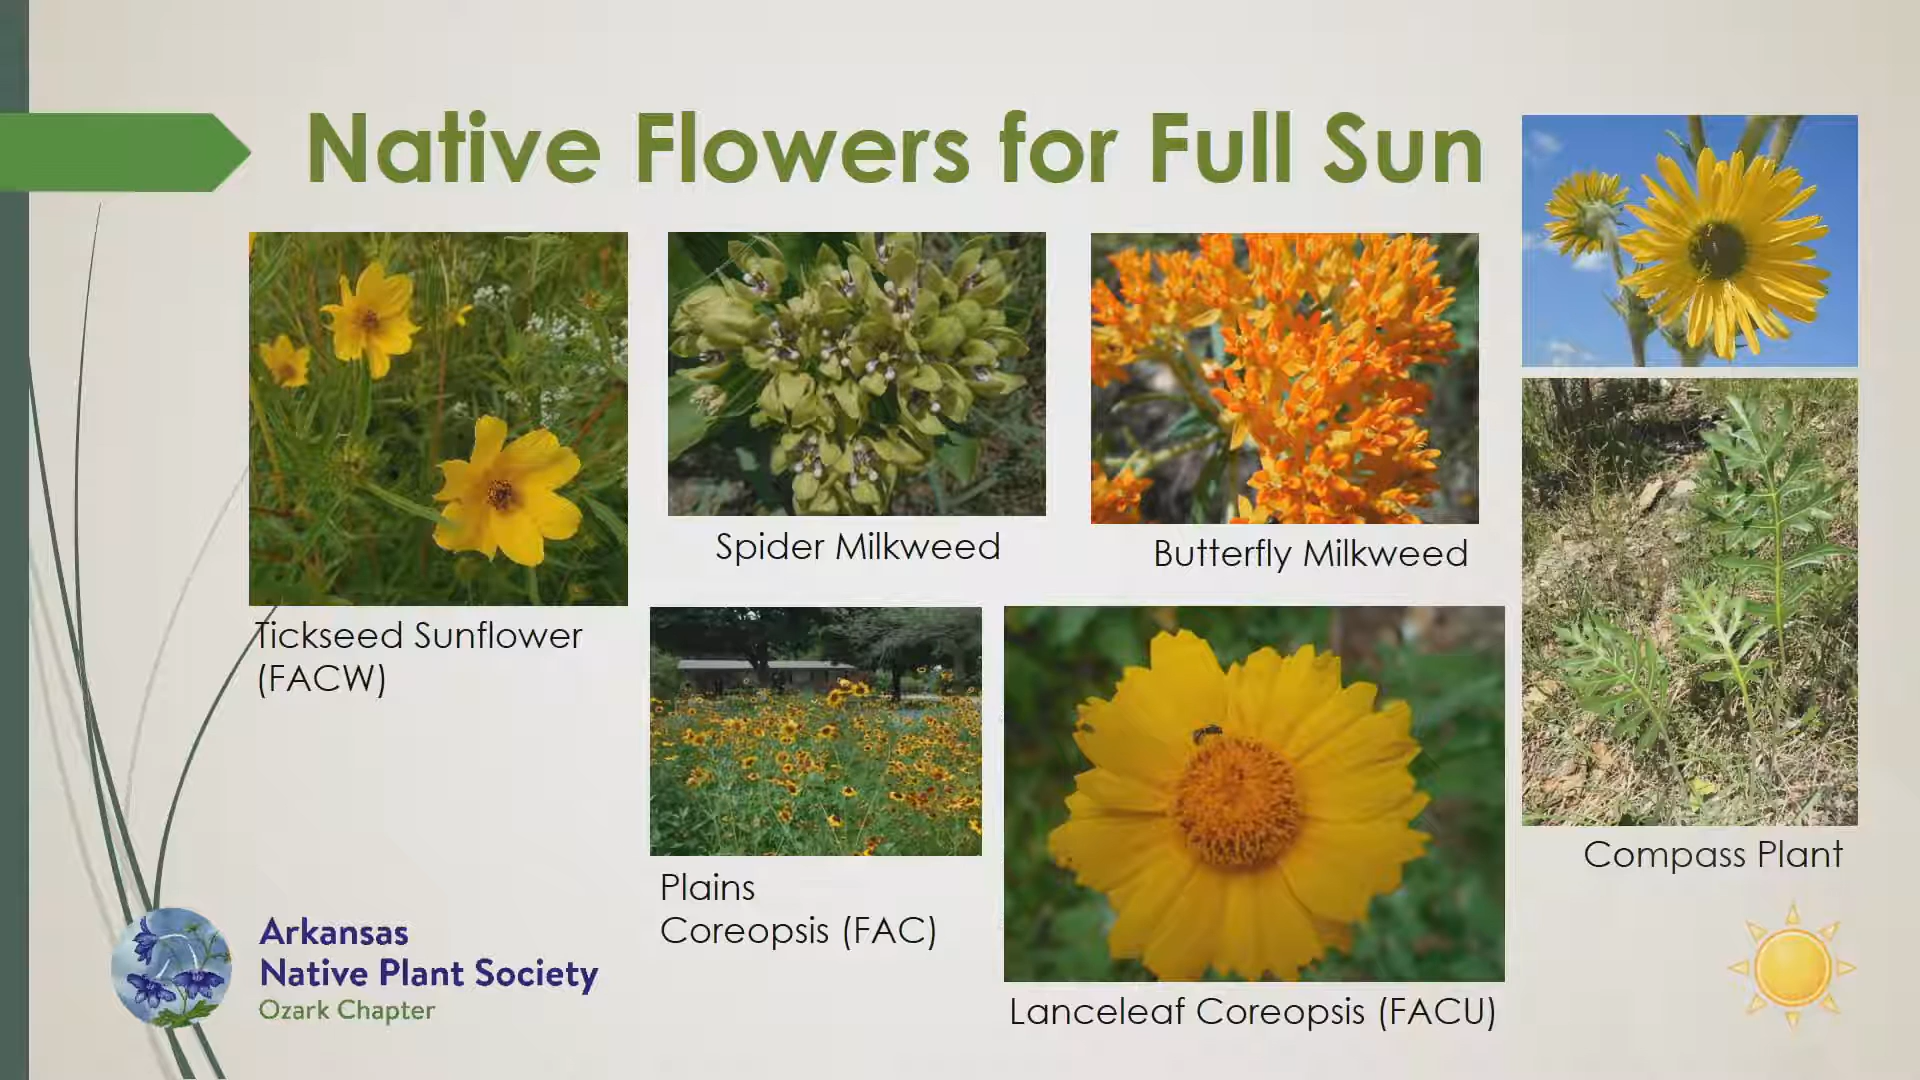 Native Flowers for Full Sun
Spider Milkweed
Butterfly Milkweed
Tickseed Sunflower
(FACW)
Compass Plant
Plains
Coreopsis (FAC)
Lanceleaf Coreopsis (FACU)
Arkansas
Native Plant Society
Ozark Chapter